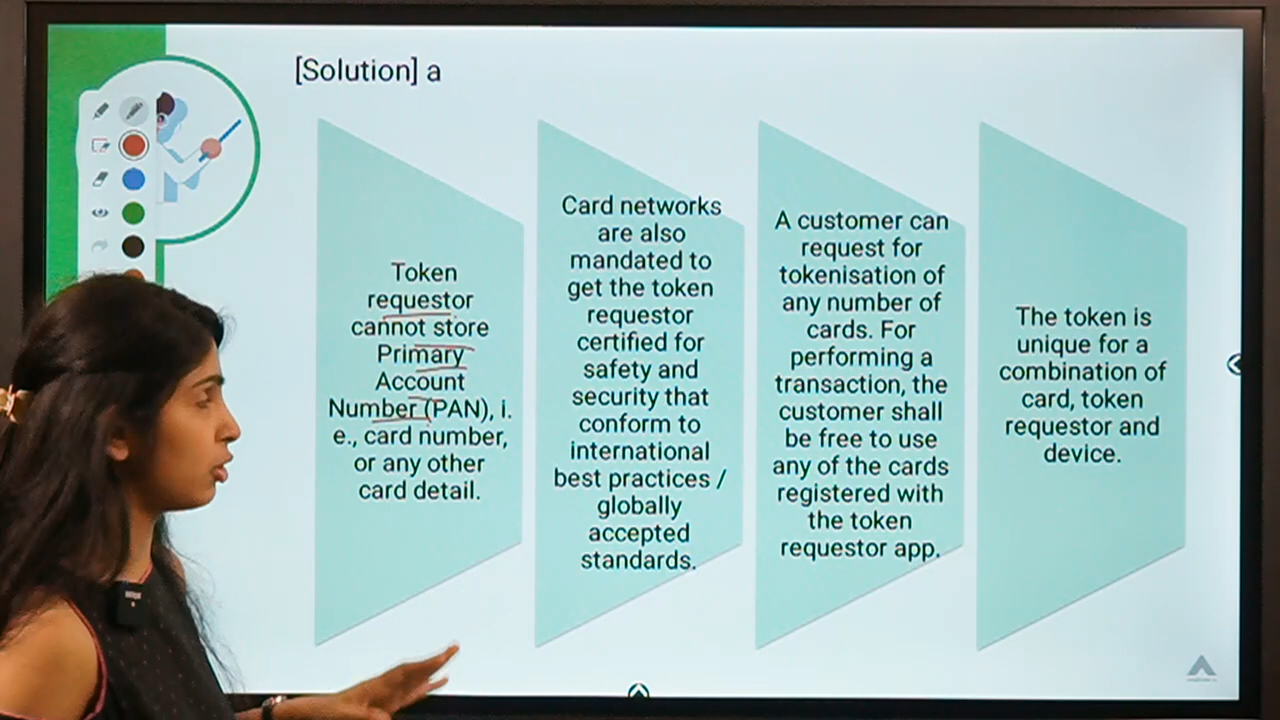 [Solution] a
Token
requestor
cannot store
Primary
Account
Number (PAN), i.
e., card number,
or any other
card detail.
Card networks
are also
mandated to
get the token
requestor
certified for
safety and
security that
conform to
international
best practices /
globally
accepted
standards.
A customer can
request for
tokenisation of
any number of
cards. For
performing a
transaction, the
customer shall
be free to use
any of the cards
registered with
the token
requestor app.
The token is
unique for a
combination of
card, token
requestor and
device.